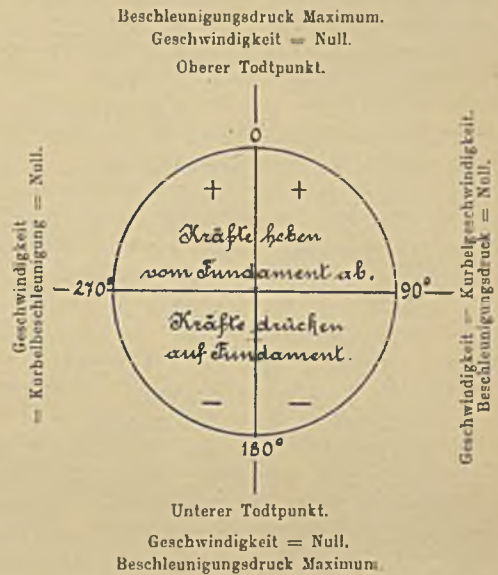 Beschleunigungsdruck Maximum.
Geschwindigkeit = Null.
Oberer Todtpunkt.
0
+ +
Kräfte heben
vom Fundament ab.
Geschwindigkeit
= Kurbelbeschleunigung = Null.
270°
90°
Geschwindigkeit = Kurbelgeschwindigkeit.
Beschleunigungsdruck = Null.
Kräfte drücken
auf Fundament.
− −
180°
Unterer Todtpunkt.
Geschwindigkeit = Null.
Beschleunigungsdruck Maximum